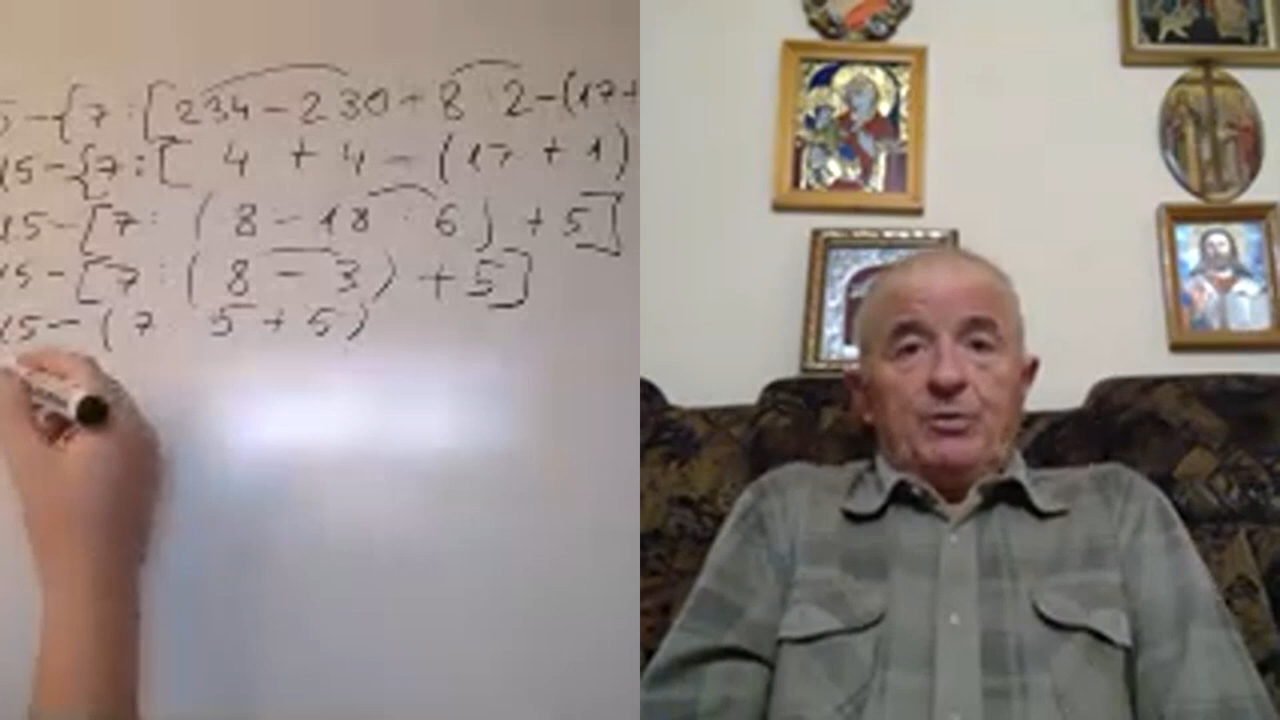 5-{7:[234-230+8:2-(17+
15-{7:[ 4 + 4 - (17 + 1)
15-[7: ( 8 - 18 : 6 ) + 5]
15-[7: ( 8 - 3 ) + 5]
15-( 7 : 5 + 5 )